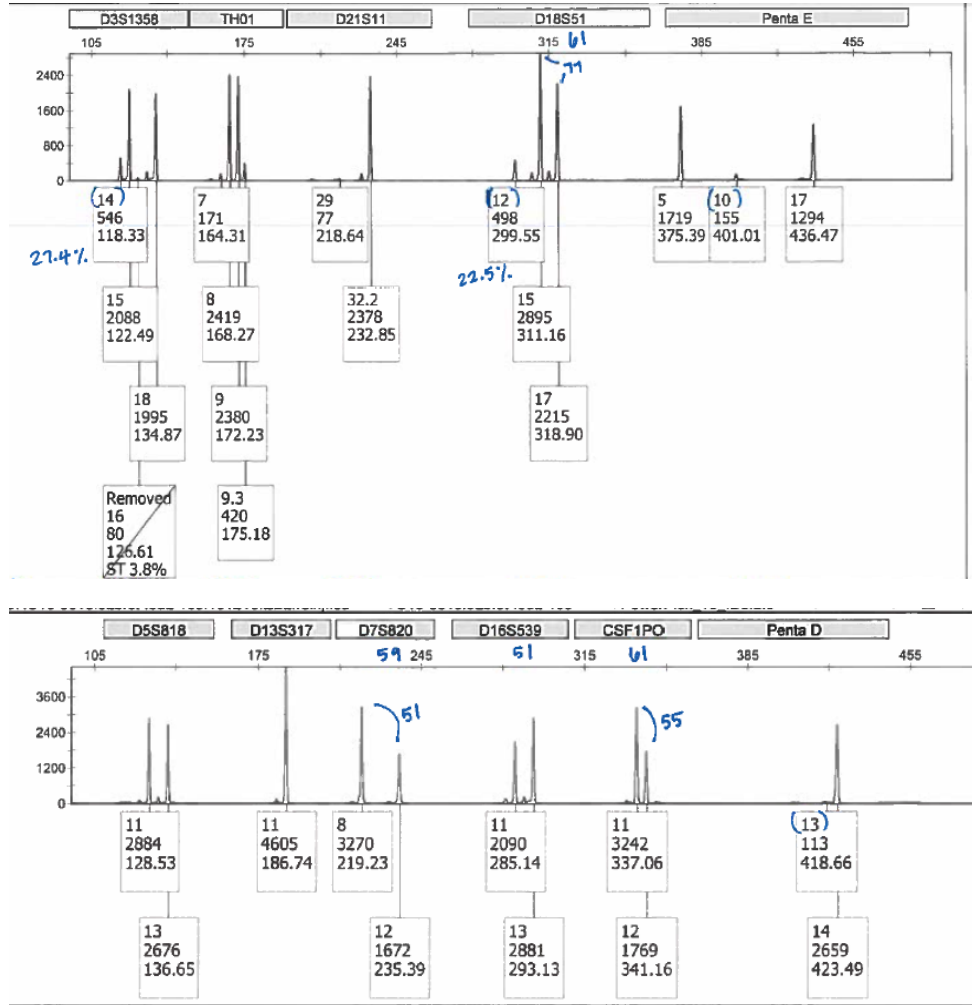 D3S1358 TH01 D21S11 D18S51 Penta E
61
105 175 245 315 385 455
77
2400
1600
800
0
(14) 7 29 (12) 5 (10) 17
546 171 77 498 1719 155 1294
118.33 164.31 218.64 299.55 375.39 401.01 436.47
27.4% 22.5%
15 8 32.2 15
2088 2419 2378 2895
122.49 168.27 232.85 311.16
18 9 17
1995 2380 2215
134.87 172.23 318.90
Removed 9.3
16 420
80 175.18
126.61
ST 3.8%
D5S818 D13S317 D7S820 D16S539 CSF1PO Penta D
59 51 61
105 175 245 315 385 455
3600
51 55
2400
1200
0
11 11 8 11 11 (13)
2884 4605 3270 2090 3242 113
128.53 186.74 219.23 285.14 337.06 418.66
13 12 13 12 14
2676 1672 2881 1769 2659
136.65 235.39 293.13 341.16 423.49